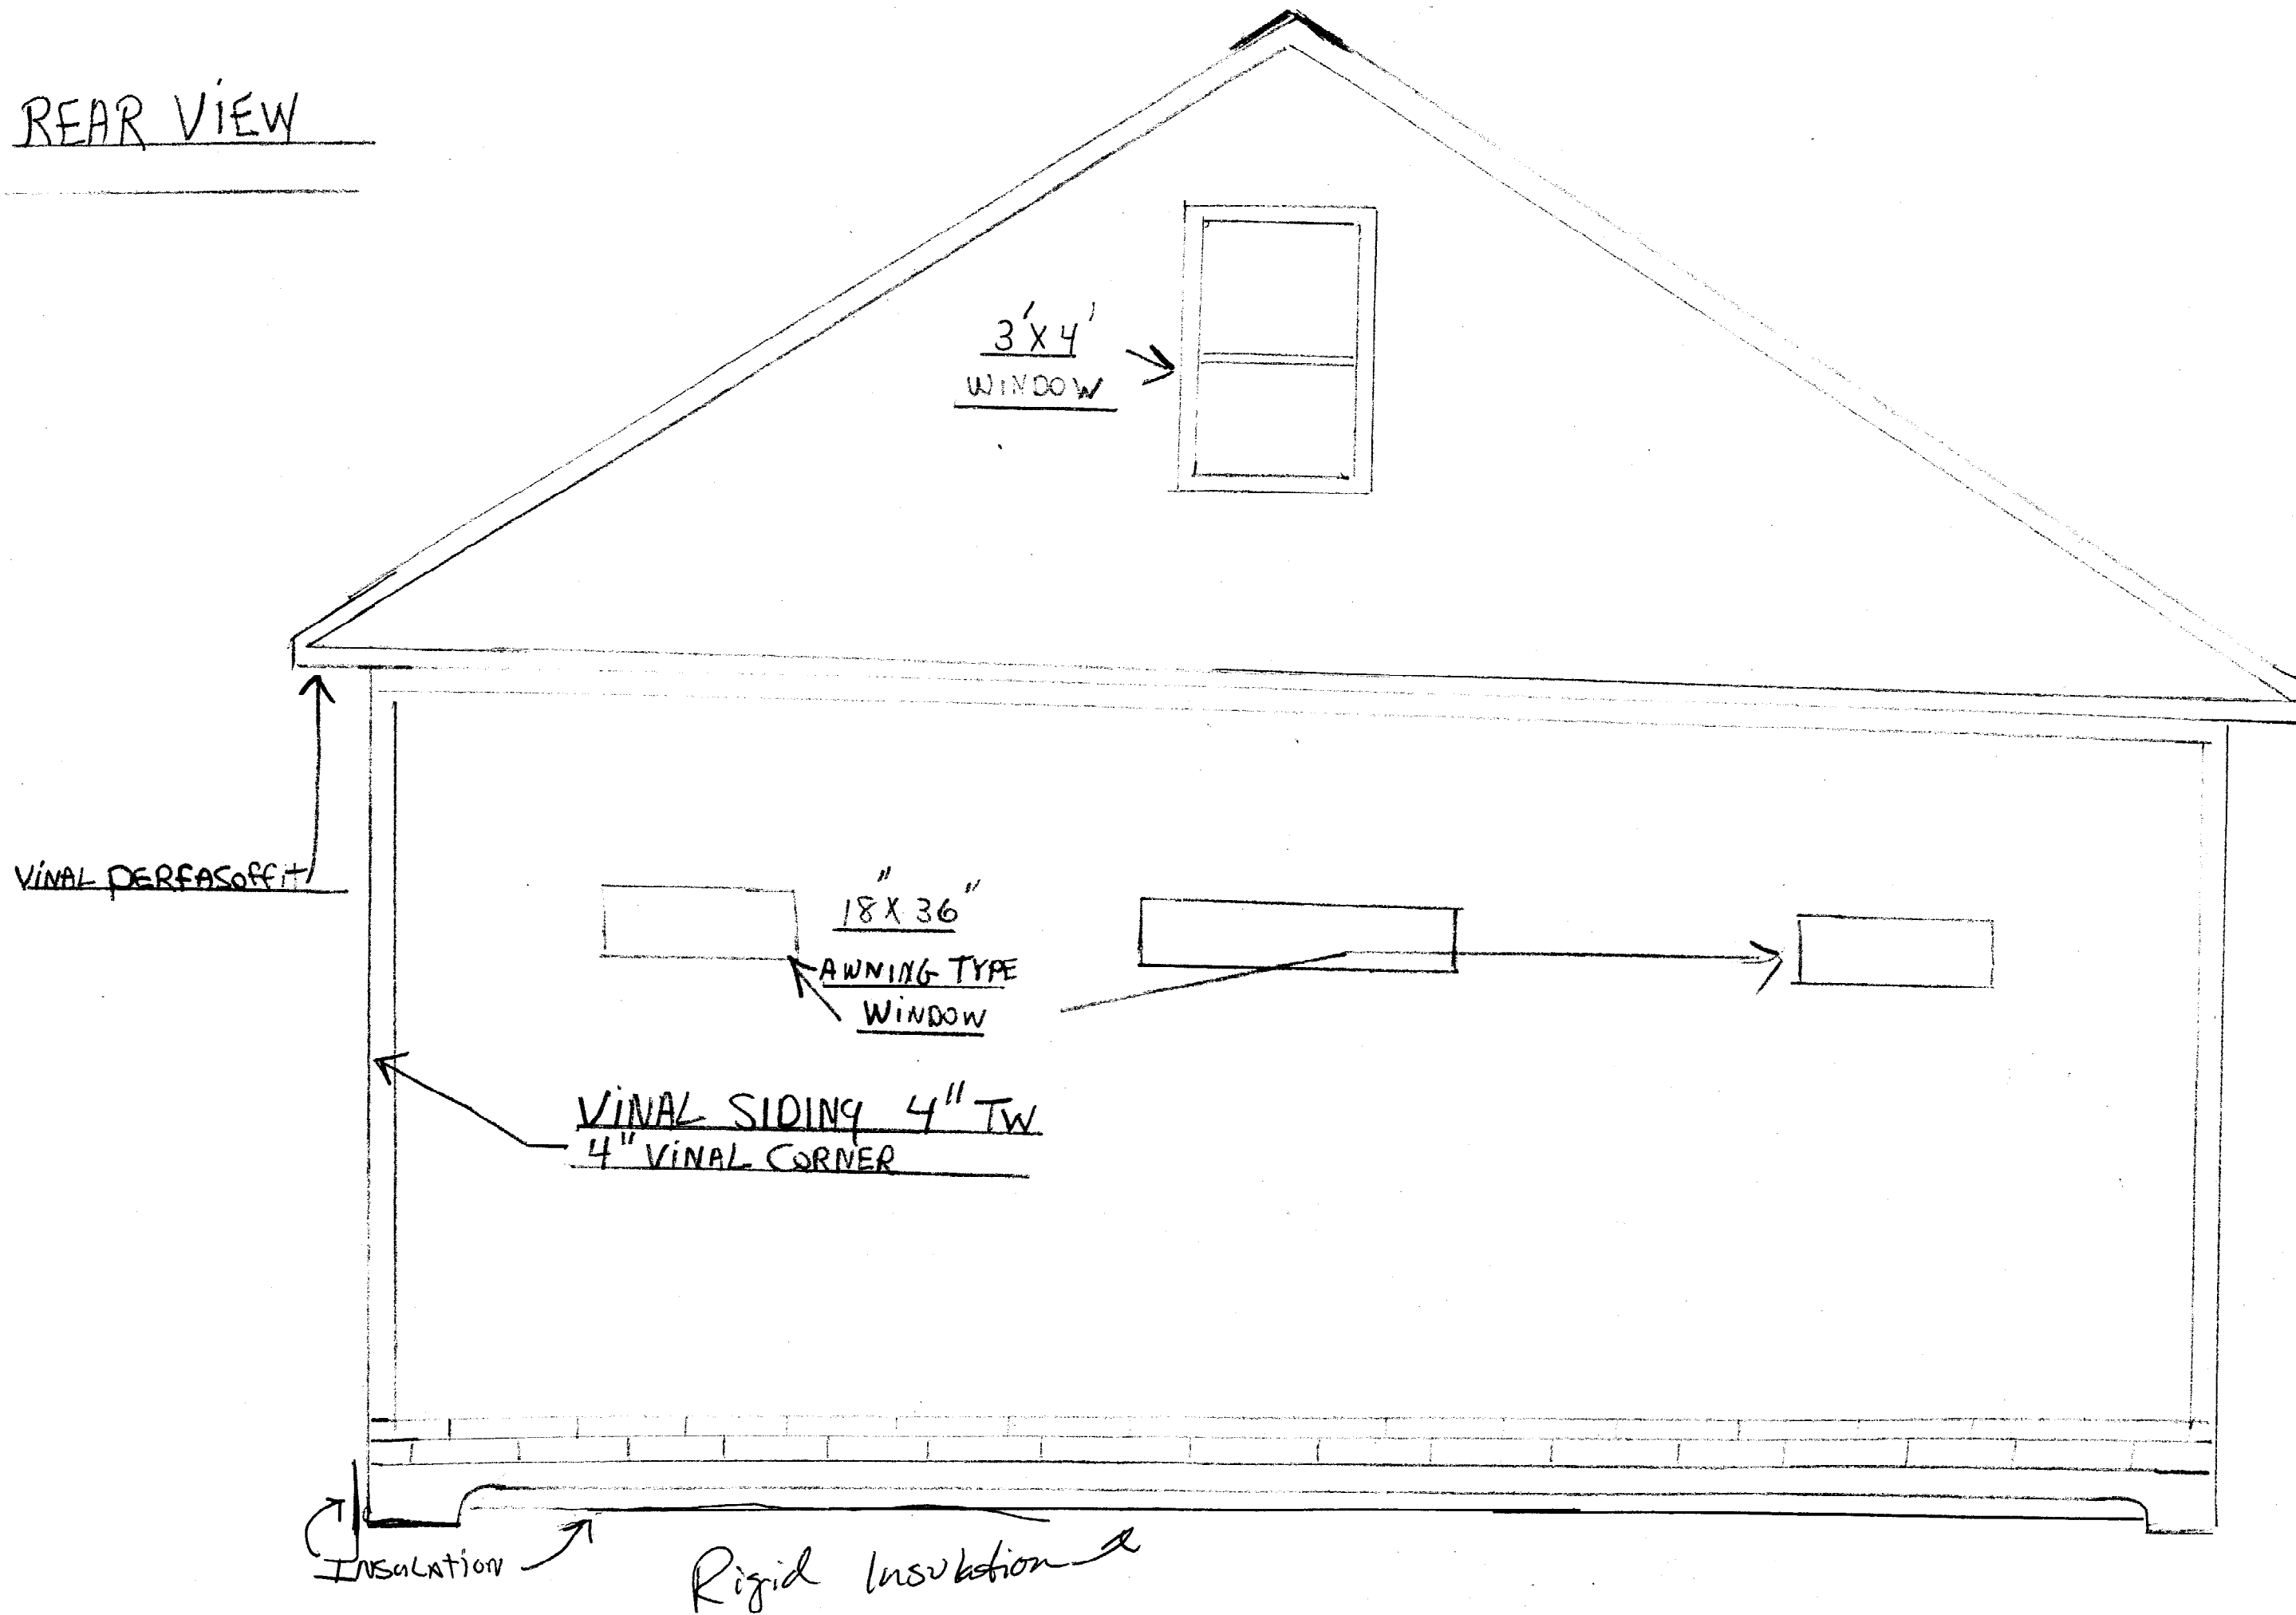 REAR ViEW
3'X4'
WiNDOW
ViNAL PERFASOffit
18"X 36"
AWNING TYPE
WiNDOW
ViNAL SIDING 4" TW
4" ViNAL CORNER
INSULAtiON
Rigid Insulation